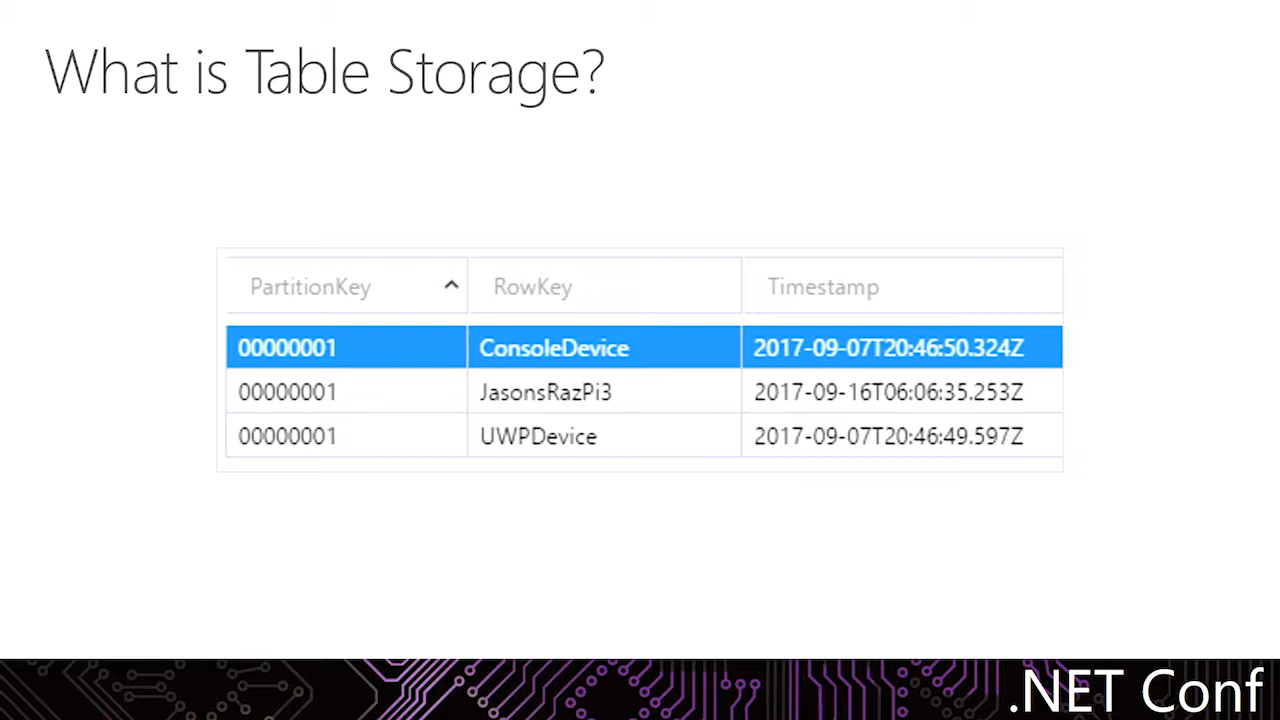 What is Table Storage?
PartitionKey RowKey Timestamp
00000001 ConsoleDevice 2017-09-07T20:46:50.324Z
00000001 JasonsRazPi3 2017-09-16T06:06:35.253Z
00000001 UWPDevice 2017-09-07T20:46:49.597Z
.NET Conf